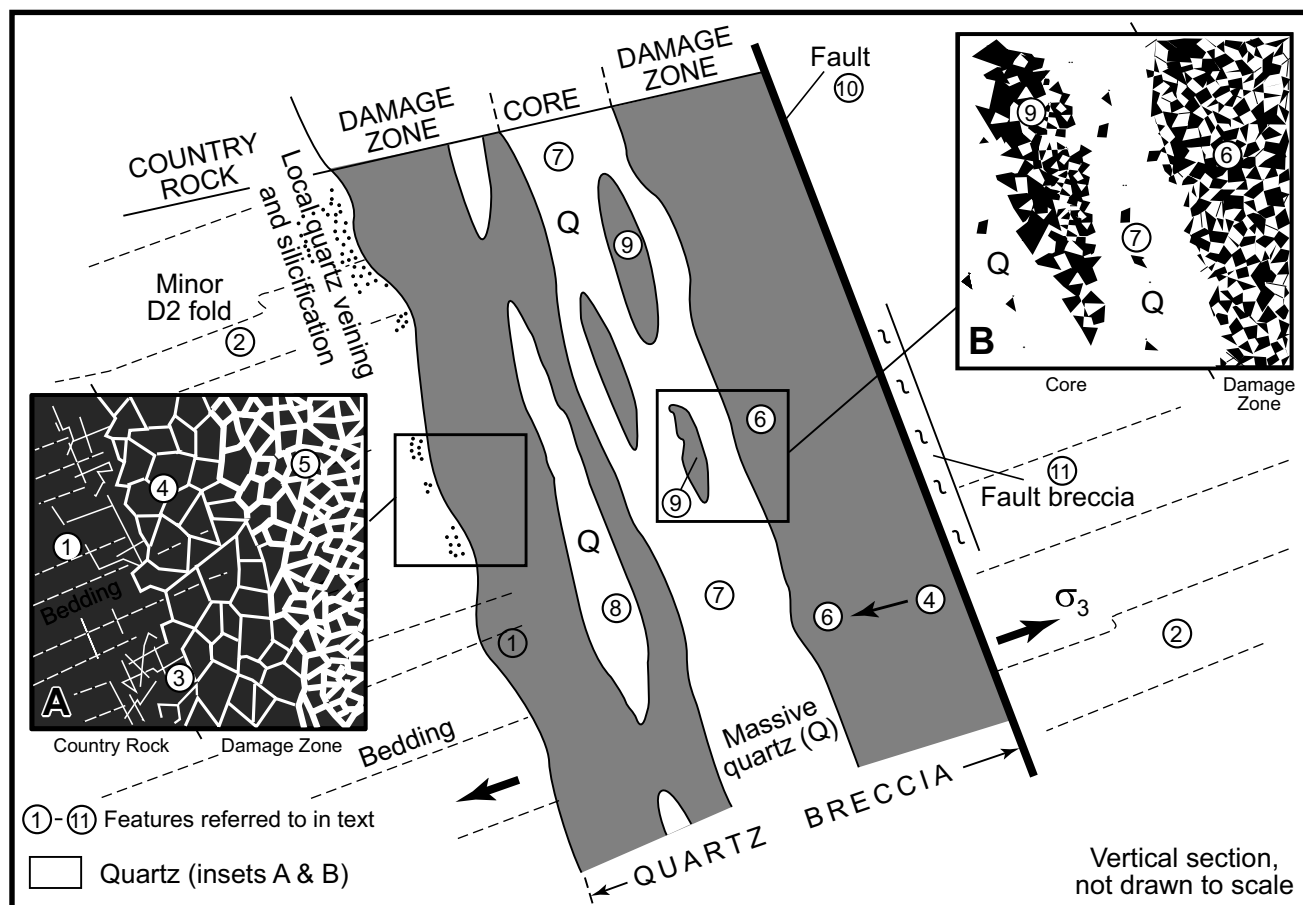 DAMAGE
ZONE
CORE
DAMAGE
ZONE
Fault
⑩
COUNTRY
ROCK
Local quartz veining
and silicification
⑦
Q
⑨
Minor
D2 fold
②
⑨
⑥
⑦
Q
Q
B
Core
Damage
Zone
⑥
⑨
⑪
Fault breccia
①
④
⑤
Bedding
③
A
Country Rock
Damage Zone
Q
⑧
⑦
①
⑥
④
σ3
②
Bedding
Massive
quartz (Q)
QUARTZ BRECCIA
①-⑪ Features referred to in text
Quartz (insets A & B)
Vertical section,
not drawn to scale